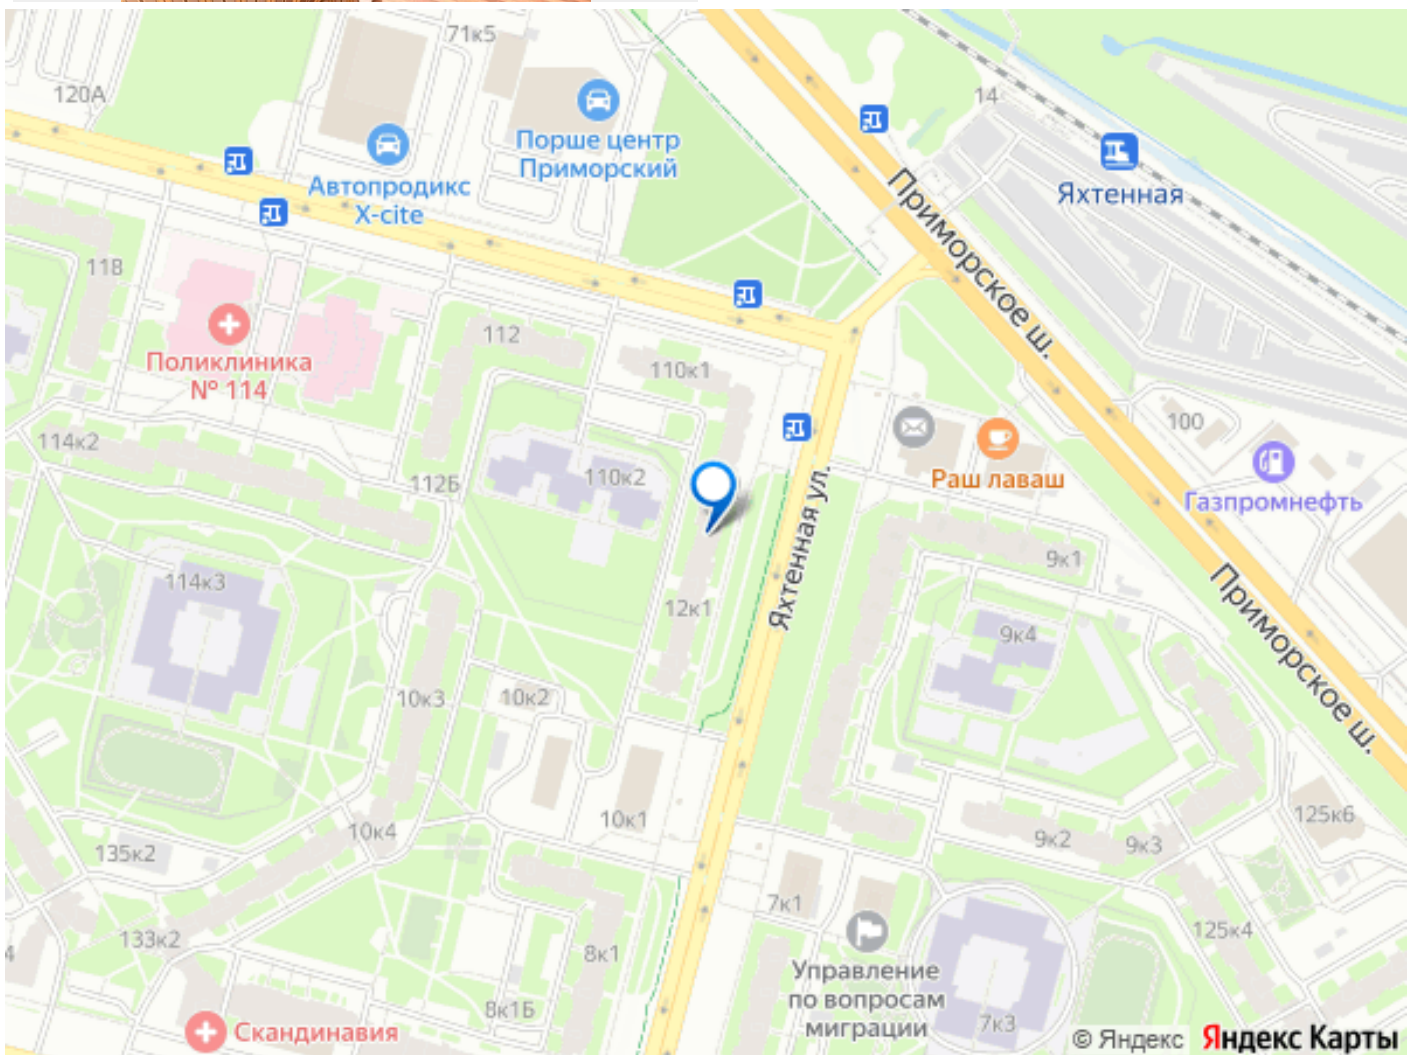 71к5
120А
14
Порше центр
Приморский
Автопродикс
X-cite
Яхтенная
Приморское ш.
118
112
110к1
Поликлиника
№ 114
100
114к2
112Б
110к2
Раш лаваш
Газпромнефть
Яхтенная ул.
9к1
114к3
12к1
9к4
Приморское ш.
10к3
10к2
10к1
125к6
10к4
9к2
9к3
135к2
7к1
133к2
4
8к1
125к4
Управление
по вопросам
миграции
8к1Б
7к3
Скандинавия
© Яндекс Яндекс Карты